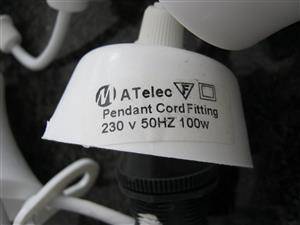 M ATelec F
Pendant Cord Fitting
230 v 50HZ 100w